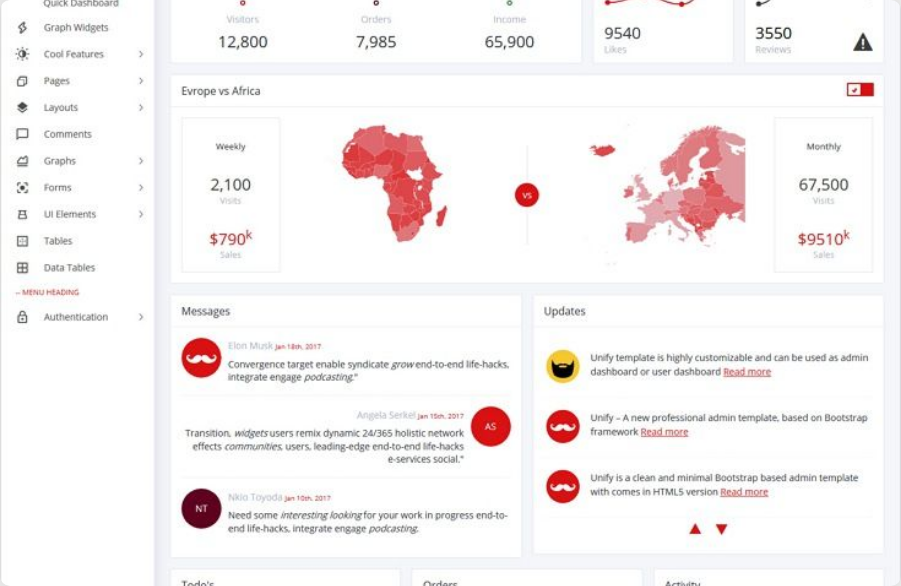 Quick Dashboard
Graph Widgets
Cool Features
Pages
Layouts
Comments
Graphs
Forms
UI Elements
Tables
Data Tables
-- MENU HEADING
Authentication
Visitors
12,800
Orders
7,985
Income
65,900
9540
Likes
3550
Reviews
Evrope vs Africa
Weekly
2,100
Visits
$790k
Sales
VS
Monthly
67,500
Visits
$9510k
Sales
Messages
Elon Musk Jan 18th, 2017
Convergence target enable syndicate grow end-to-end life-hacks,
integrate engage podcasting."
Angela Serkel Jan 15th, 2017
Transition, widgets users remix dynamic 24/365 holistic network
effects communities, users, leading-edge end-to-end life-hacks
e-services social."
AS
NT
Nkio Toyoda Jan 10th, 2017
Need some interesting looking for your work in progress end-to-
end life-hacks, integrate engage podcasting.
Updates
Unify template is highly customizable and can be used as admin
dashboard or user dashboard Read more
Unify – A new professional admin template, based on Bootstrap
framework Read more
Unify is a clean and minimal Bootstrap based admin template
with comes in HTML5 version Read more
Todo's
Orders
Activity